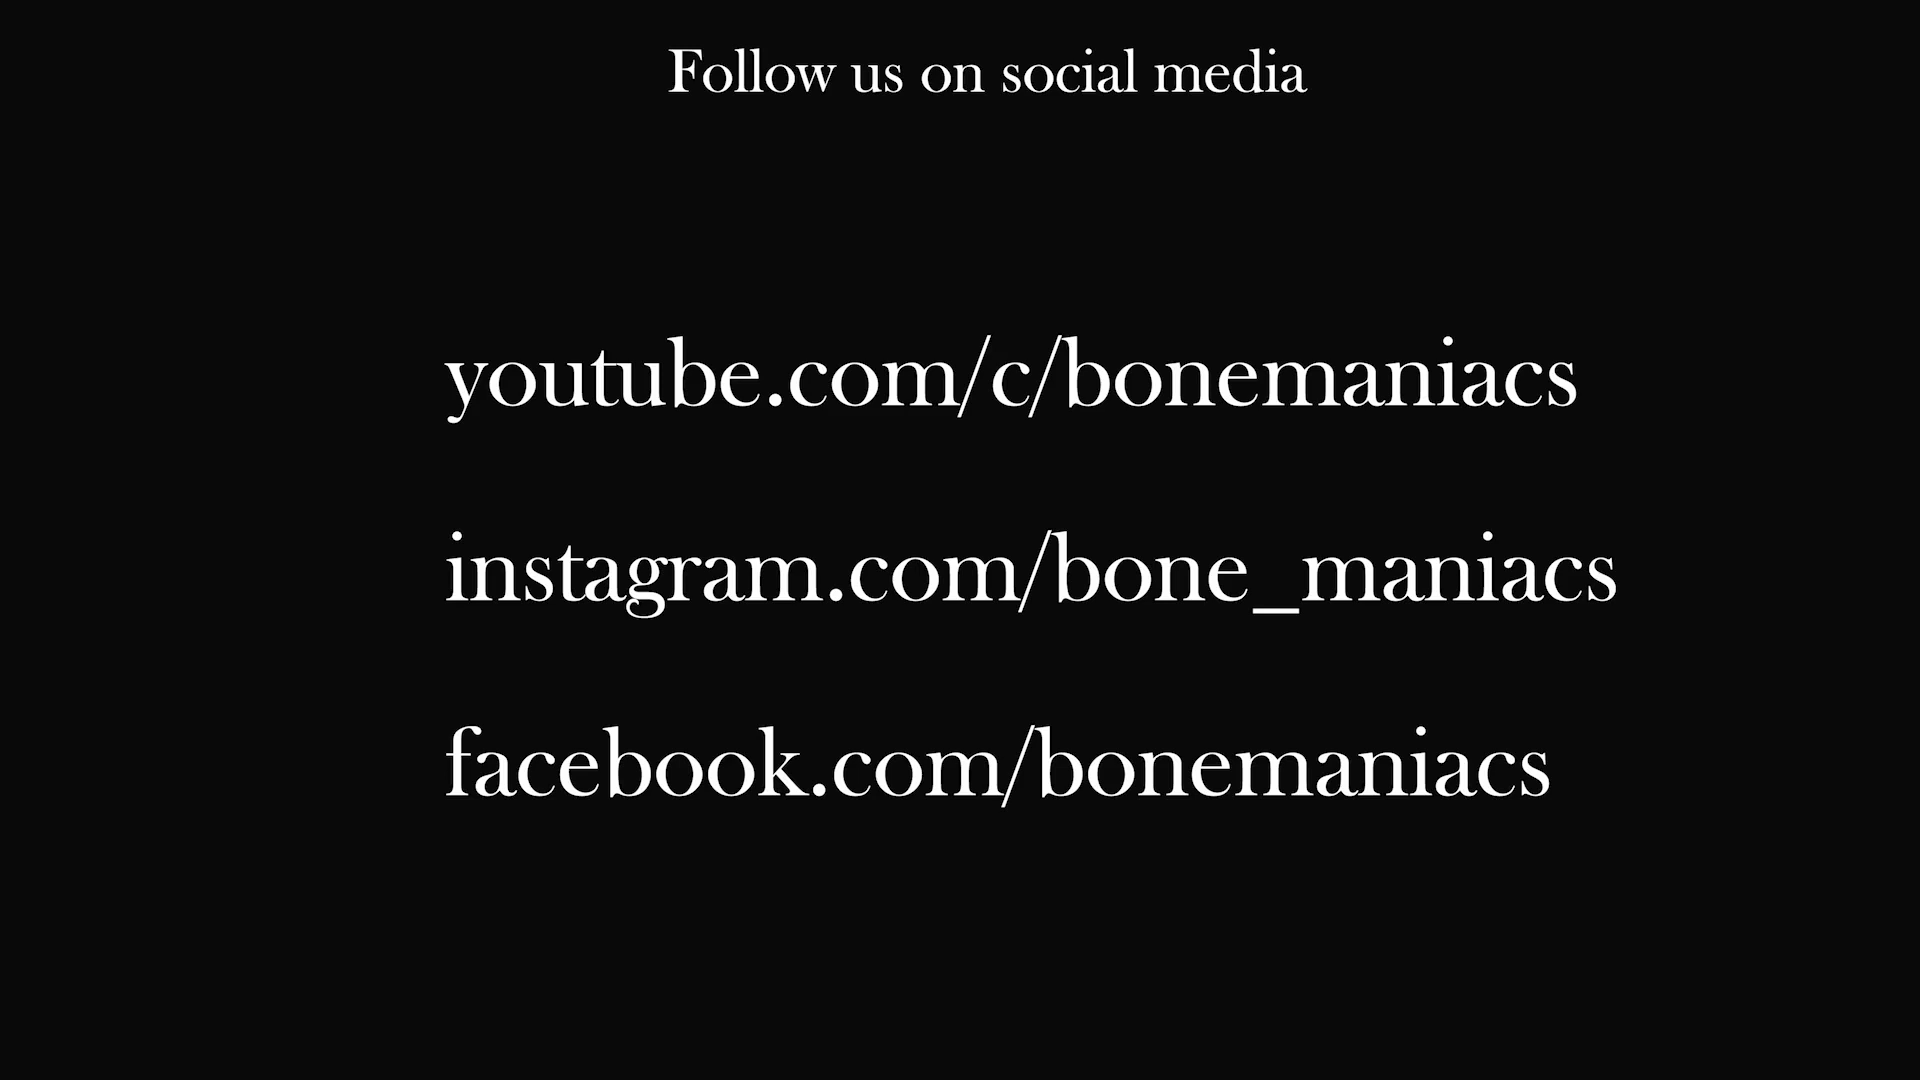 Follow us on social media
youtube.com/c/bonemaniacs
instagram.com/bone_maniacs
facebook.com/bonemaniacs